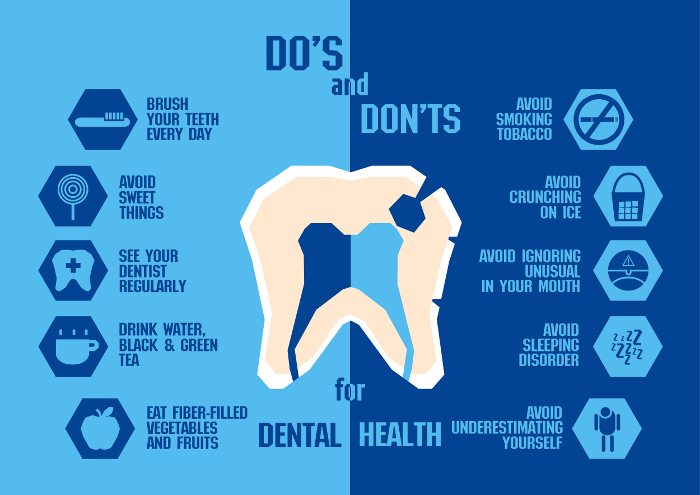 DO'S
and
DON'TS
BRUSH
YOUR TEETH
EVERY DAY
AVOID
SWEET
THINGS
SEE YOUR
DENTIST
REGULARLY
DRINK WATER,
BLACK & GREEN
TEA
EAT FIBER-FILLED
VEGETABLES
AND FRUITS
AVOID
SMOKING
TOBACCO
AVOID
CRUNCHING
ON ICE
AVOID IGNORING
UNUSUAL
IN YOUR MOUTH
AVOID
SLEEPING
DISORDER
zzZZ
zZZzZ
Z
AVOID
UNDERESTIMATING
YOURSELF
for
DENTAL HEALTH